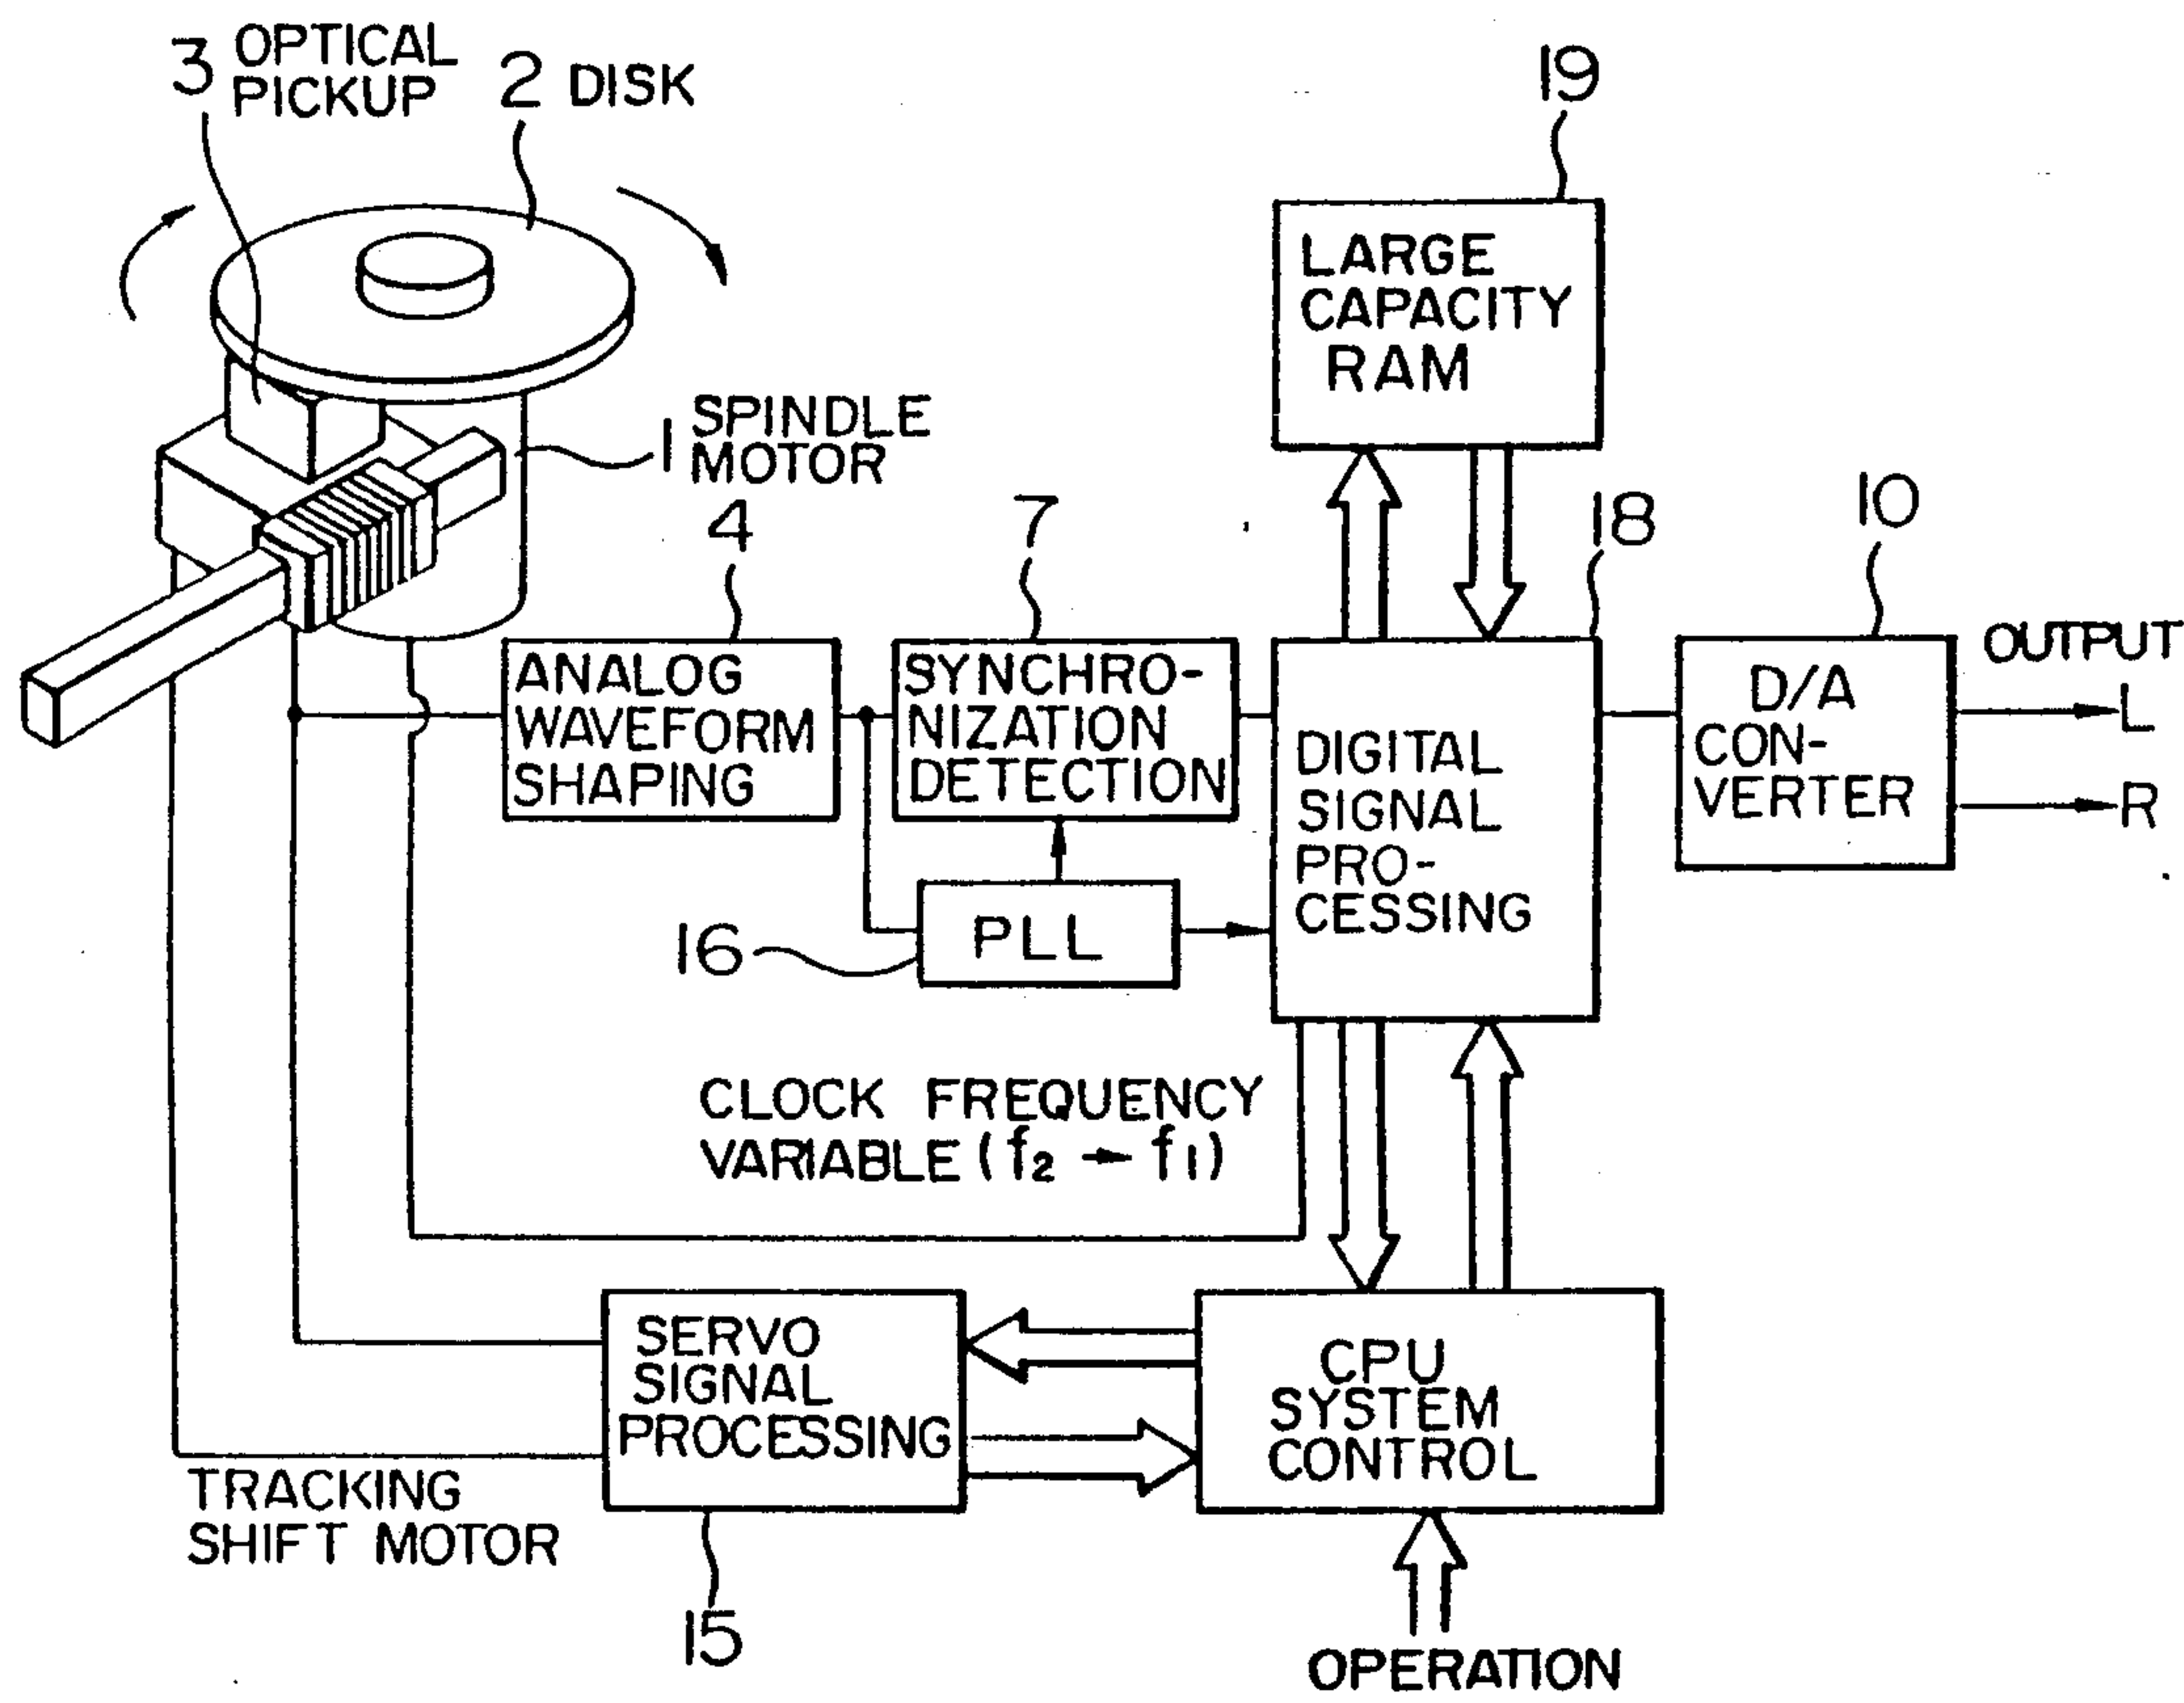 3 OPTICAL
PICKUP
2 DISK
19
LARGE
CAPACITY
RAM
1 SPINDLE
MOTOR
4
7
18
10
ANALOG
WAVEFORM
SHAPING
SYNCHRO-
NIZATION
DETECTION
DIGITAL
SIGNAL
PRO-
CESSING
D/A
CON-
VERTER
OUTPUT
L
R
PLL
16
CLOCK FREQUENCY
VARIABLE (f2 → f1)
SERVO
SIGNAL
PROCESSING
CPU
SYSTEM
CONTROL
TRACKING
SHIFT MOTOR
15
OPERATION